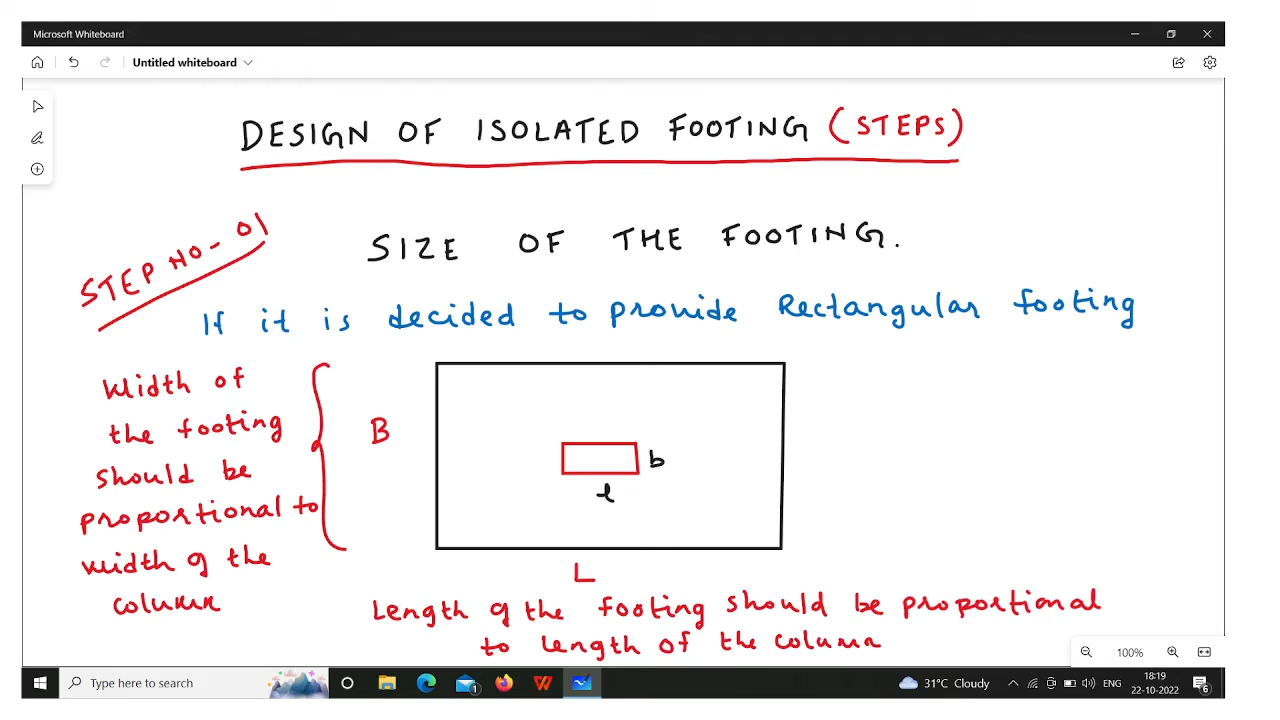 Microsoft Whiteboard
Untitled whiteboard
DESIGN OF ISOLATED FOOTING (STEPS)
STEP NO - 01
SIZE OF THE FOOTING.
If it is decided to provide Rectangular footing
Width of
the footing
should be
proportional to
width of the
column
B
b
l
L
Length of the footing should be proportional
to length of the column
100%
Type here to search
1
31°C Cloudy
ENG
18:19
22-10-2022
6